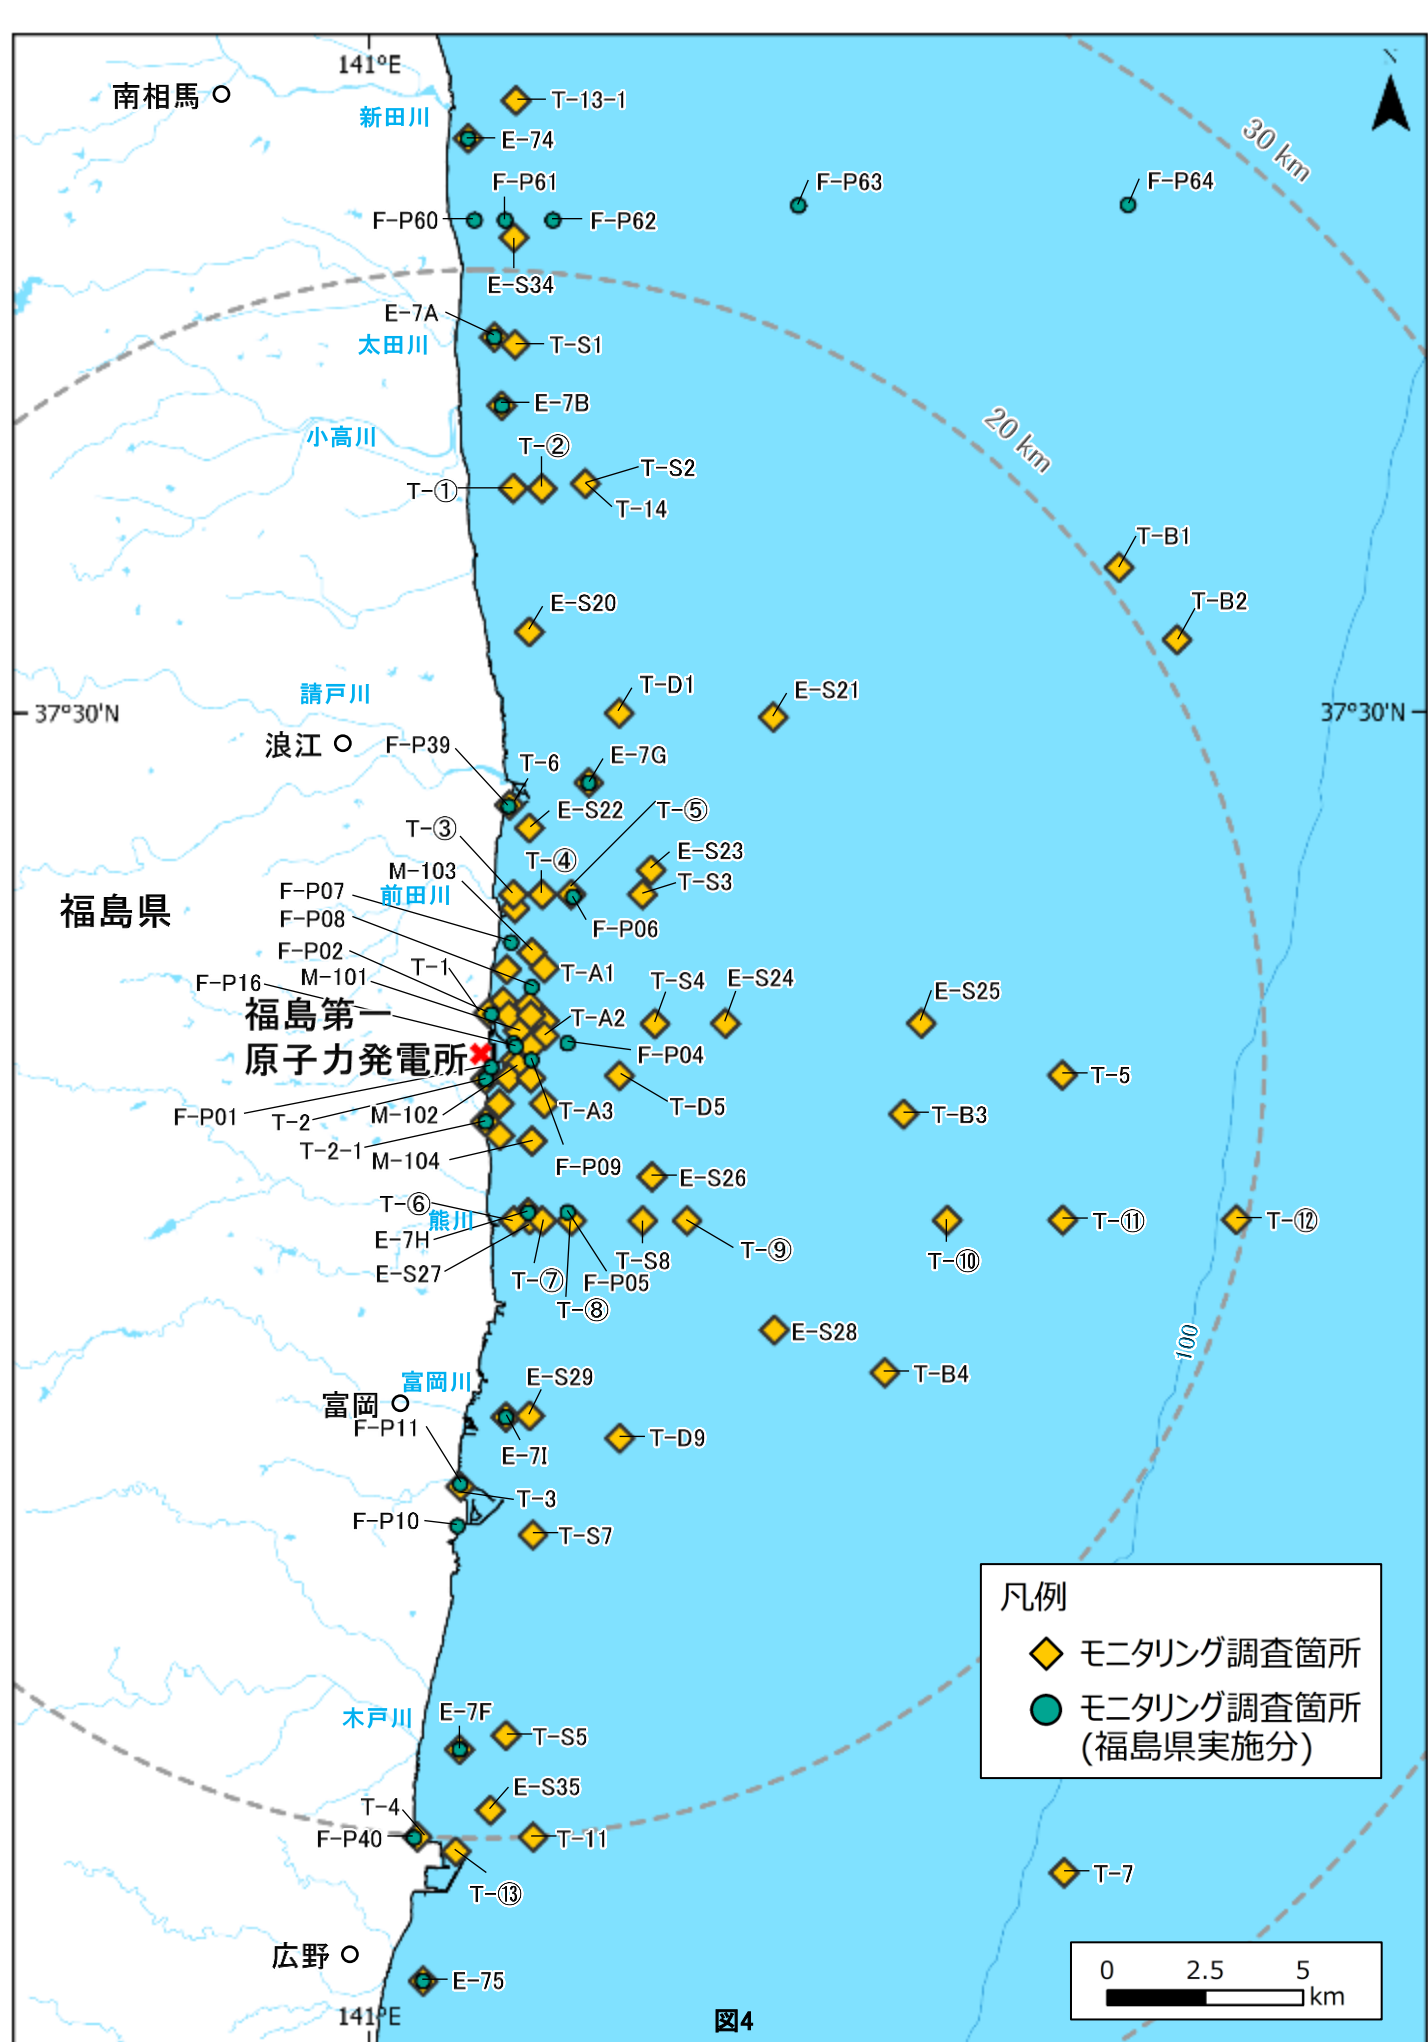 141°E
N
南相馬
新田川
T-13-1
E-74
30 km
F-P61
F-P63
F-P64
F-P60
F-P62
E-S34
E-7A
太田川
T-S1
E-7B
20 km
小高川
T-②
T-S2
T-①
T-14
T-B1
E-S20
T-B2
請戸川
T-D1
E-S21
37°30'N
37°30'N
浪江
F-P39
T-6
E-7G
E-S22
T-⑤
T-③
T-④
E-S23
M-103
T-S3
F-P07
前田川
福島県
F-P08
F-P06
F-P02
T-1
T-A1
M-101
F-P16
T-S4
E-S24
E-S25
福島第一
原子力発電所
T-A2
F-P04
T-5
T-D5
F-P01
T-2
M-102
T-A3
T-B3
T-2-1
M-104
F-P09
E-S26
T-⑥
熊川
E-7H
T-⑨
T-⑪
T-⑫
E-S27
T-⑦
F-P05
T-S8
T-⑩
T-⑧
E-S28
100
富岡川
E-S29
T-B4
富岡
F-P11
E-7I
T-D9
T-3
F-P10
T-S7
凡例
モニタリング調査箇所
モニタリング調査箇所
(福島県実施分)
木戸川
E-7F
T-S5
E-S35
T-4
F-P40
T-11
T-⑬
T-7
広野
E-75
0 2.5 5
km
141°E
図4